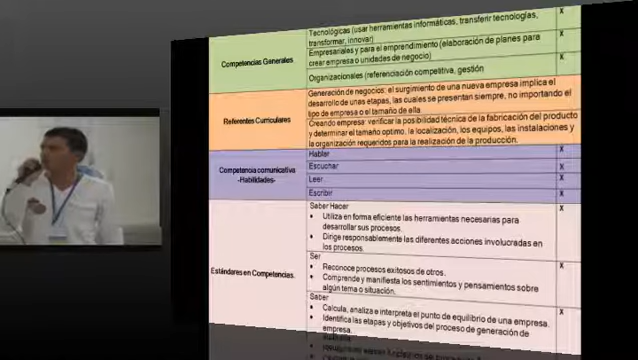 Tecnológicas (usar herramientas informáticas, transferir tecnologías,
transformar, innovar) X
Empresariales y para el emprendimiento (elaboración de planes para
crear empresa o unidades de negocio) X
Competencias Generales
Organizacionales (referenciación competitiva, gestión X
Generación de negocios: el surgimiento de una nueva empresa implica el
desarrollo de unas etapas, las cuales se presentan siempre, no importando el
tipo de empresa o el tamaño de ella.
Referentes Curriculares
Creando empresa: verificar la posibilidad técnica de la fabricación del producto
y determinar el tamaño optimo, la localización, los equipos, las instalaciones y
la organización requeridos para la realización de la producción.
Competencia comunicativa
-Habilidades-
Hablar X
Escuchar X
Leer X
Escribir X
Estándares en Competencias.
Saber Hacer X
• Utiliza en forma eficiente las herramientas necesarias para
desarrollar sus procesos.
• Dirige responsablemente las diferentes acciones involucradas en
los procesos.
Ser X
• Reconoce procesos exitosos de otros.
• Comprende y manifiesta los sentimientos y pensamientos sobre
algún tema o situación.
Saber X
• Calcula, analiza e interpreta el punto de equilibrio de una empresa.
• Identifica las etapas y objetivos del proceso de generación de
empresa.